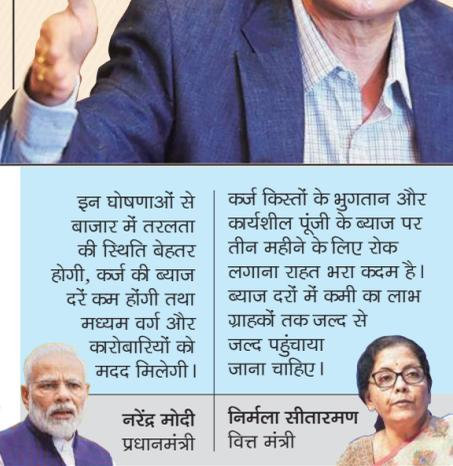 इन घोषणाओं से
बाजार में तरलता
की स्थिति बेहतर
होगी, कर्ज की ब्याज
दरें कम होंगी तथा
मध्यम वर्ग और
कारोबारियों को
मदद मिलेगी।
नरेंद्र मोदी
प्रधानमंत्री
कर्ज किस्तों के भुगतान और
कार्यशील पूंजी के ब्याज पर
तीन महीने के लिए रोक
लगाना राहत भरा कदम है।
ब्याज दरों में कमी का लाभ
ग्राहकों तक जल्द से
जल्द पहुंचाया
जाना चाहिए।
निर्मला सीतारमण
वित्त मंत्री